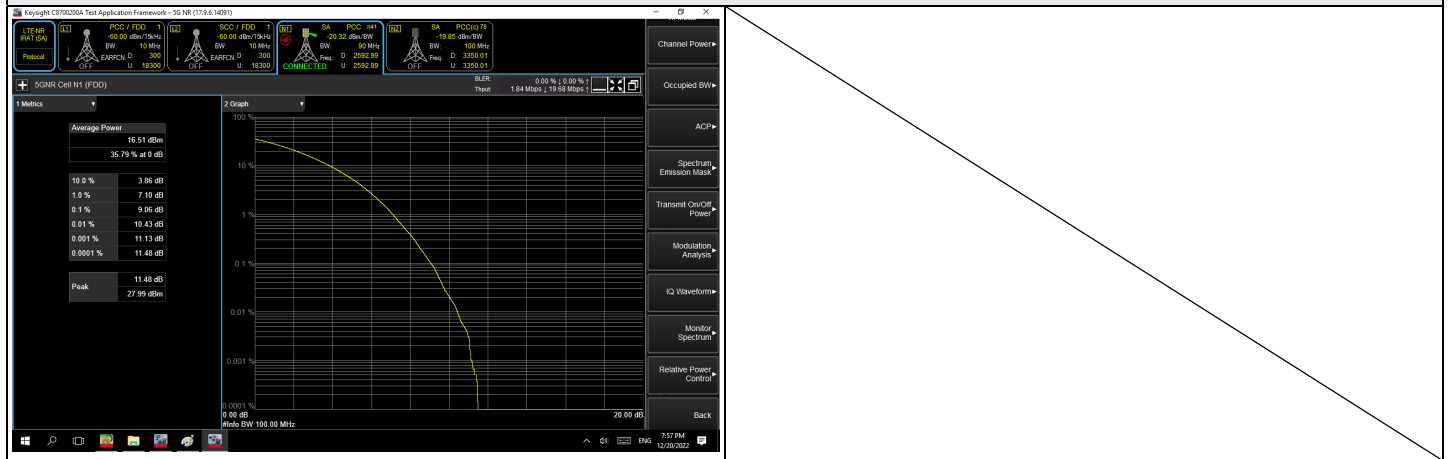 Keysight C8700200A Test Application Framework – 5G NR (17.9.6.14091)
LTE-NR
IRAT (SA)
Protocol
L1 PCC / FDD 1
-60.00 dBm/15kHz
BW: 10 MHz
EARFCN: D: 300
OFF U: 18300
L2 SCC / FDD 1
-60.00 dBm/15kHz
BW: 10 MHz
EARFCN: D: 300
OFF U: 18300
N1 SA PCC n41
-20.32 dBm/BW
BW: 90 MHz
Freq: D: 2592.99
CONNECTED U: 2592.99
N2 SA PCC(c) 78
-19.85 dBm/BW
BW: 100 MHz
Freq: D: 3350.01
OFF U: 3350.01
5GNR Cell N1 (FDD)
BLER: 0.00 % ↓ 0.00 % ↑
Thput: 1.84 Mbps ↓ 19.68 Mbps ↑
1 Metrics
Average Power
16.51 dBm
35.79 % at 0 dB
10.0 % 3.86 dB
1.0 % 7.10 dB
0.1 % 9.06 dB
0.01 % 10.43 dB
0.001 % 11.13 dB
0.0001 % 11.48 dB
Peak 11.48 dB
27.99 dBm
2 Graph
100 %
10 %
1 %
0.1 %
0.01 %
0.001 %
0.0001 %
0.00 dB 20.00 dB
#Info BW 100.00 MHz
Channel Power
Occupied BW
ACP
Spectrum
Emission Mask
Transmit On/Off
Power
Modulation
Analysis
IQ Waveform
Monitor
Spectrum
Relative Power
Control
Back
ENG
7:57 PM
12/20/2022